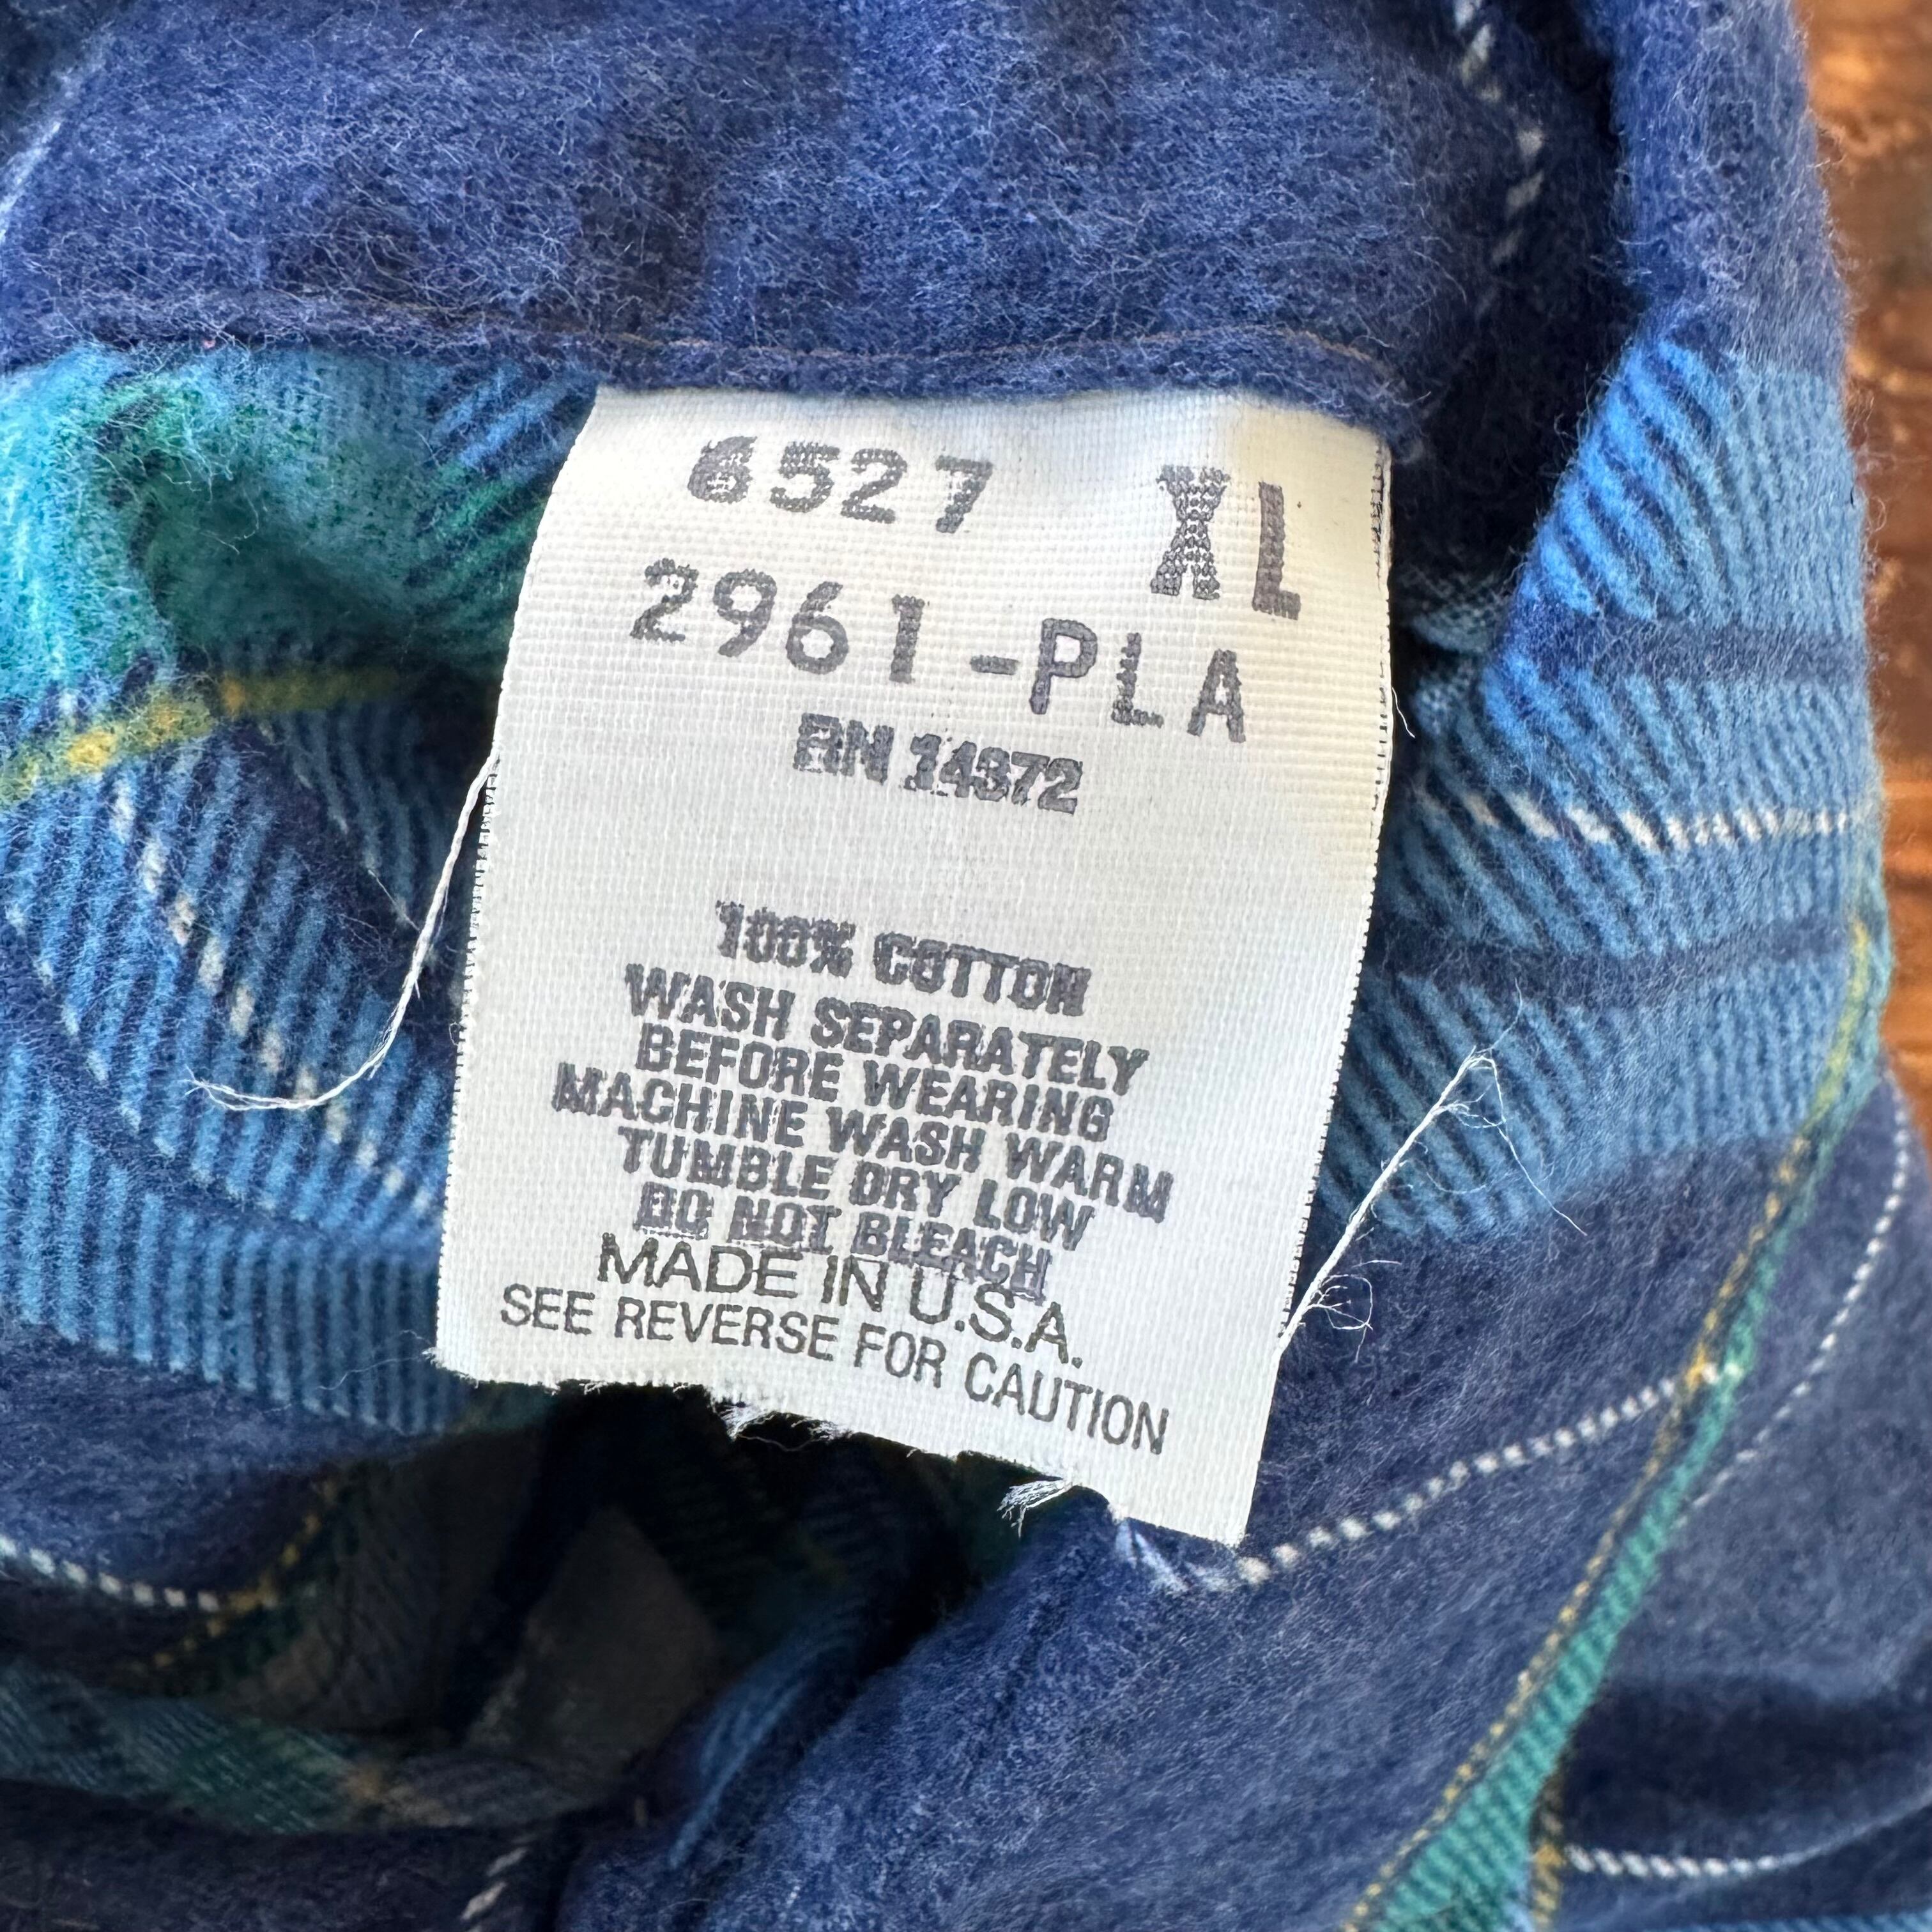 6527 XL
2961-PLA
RN 14372
100% COTTON
WASH SEPARATELY
BEFORE WEARING
MACHINE WASH WARM
TUMBLE DRY LOW
DO NOT BLEACH
MADE IN U.S.A.
SEE REVERSE FOR CAUTION